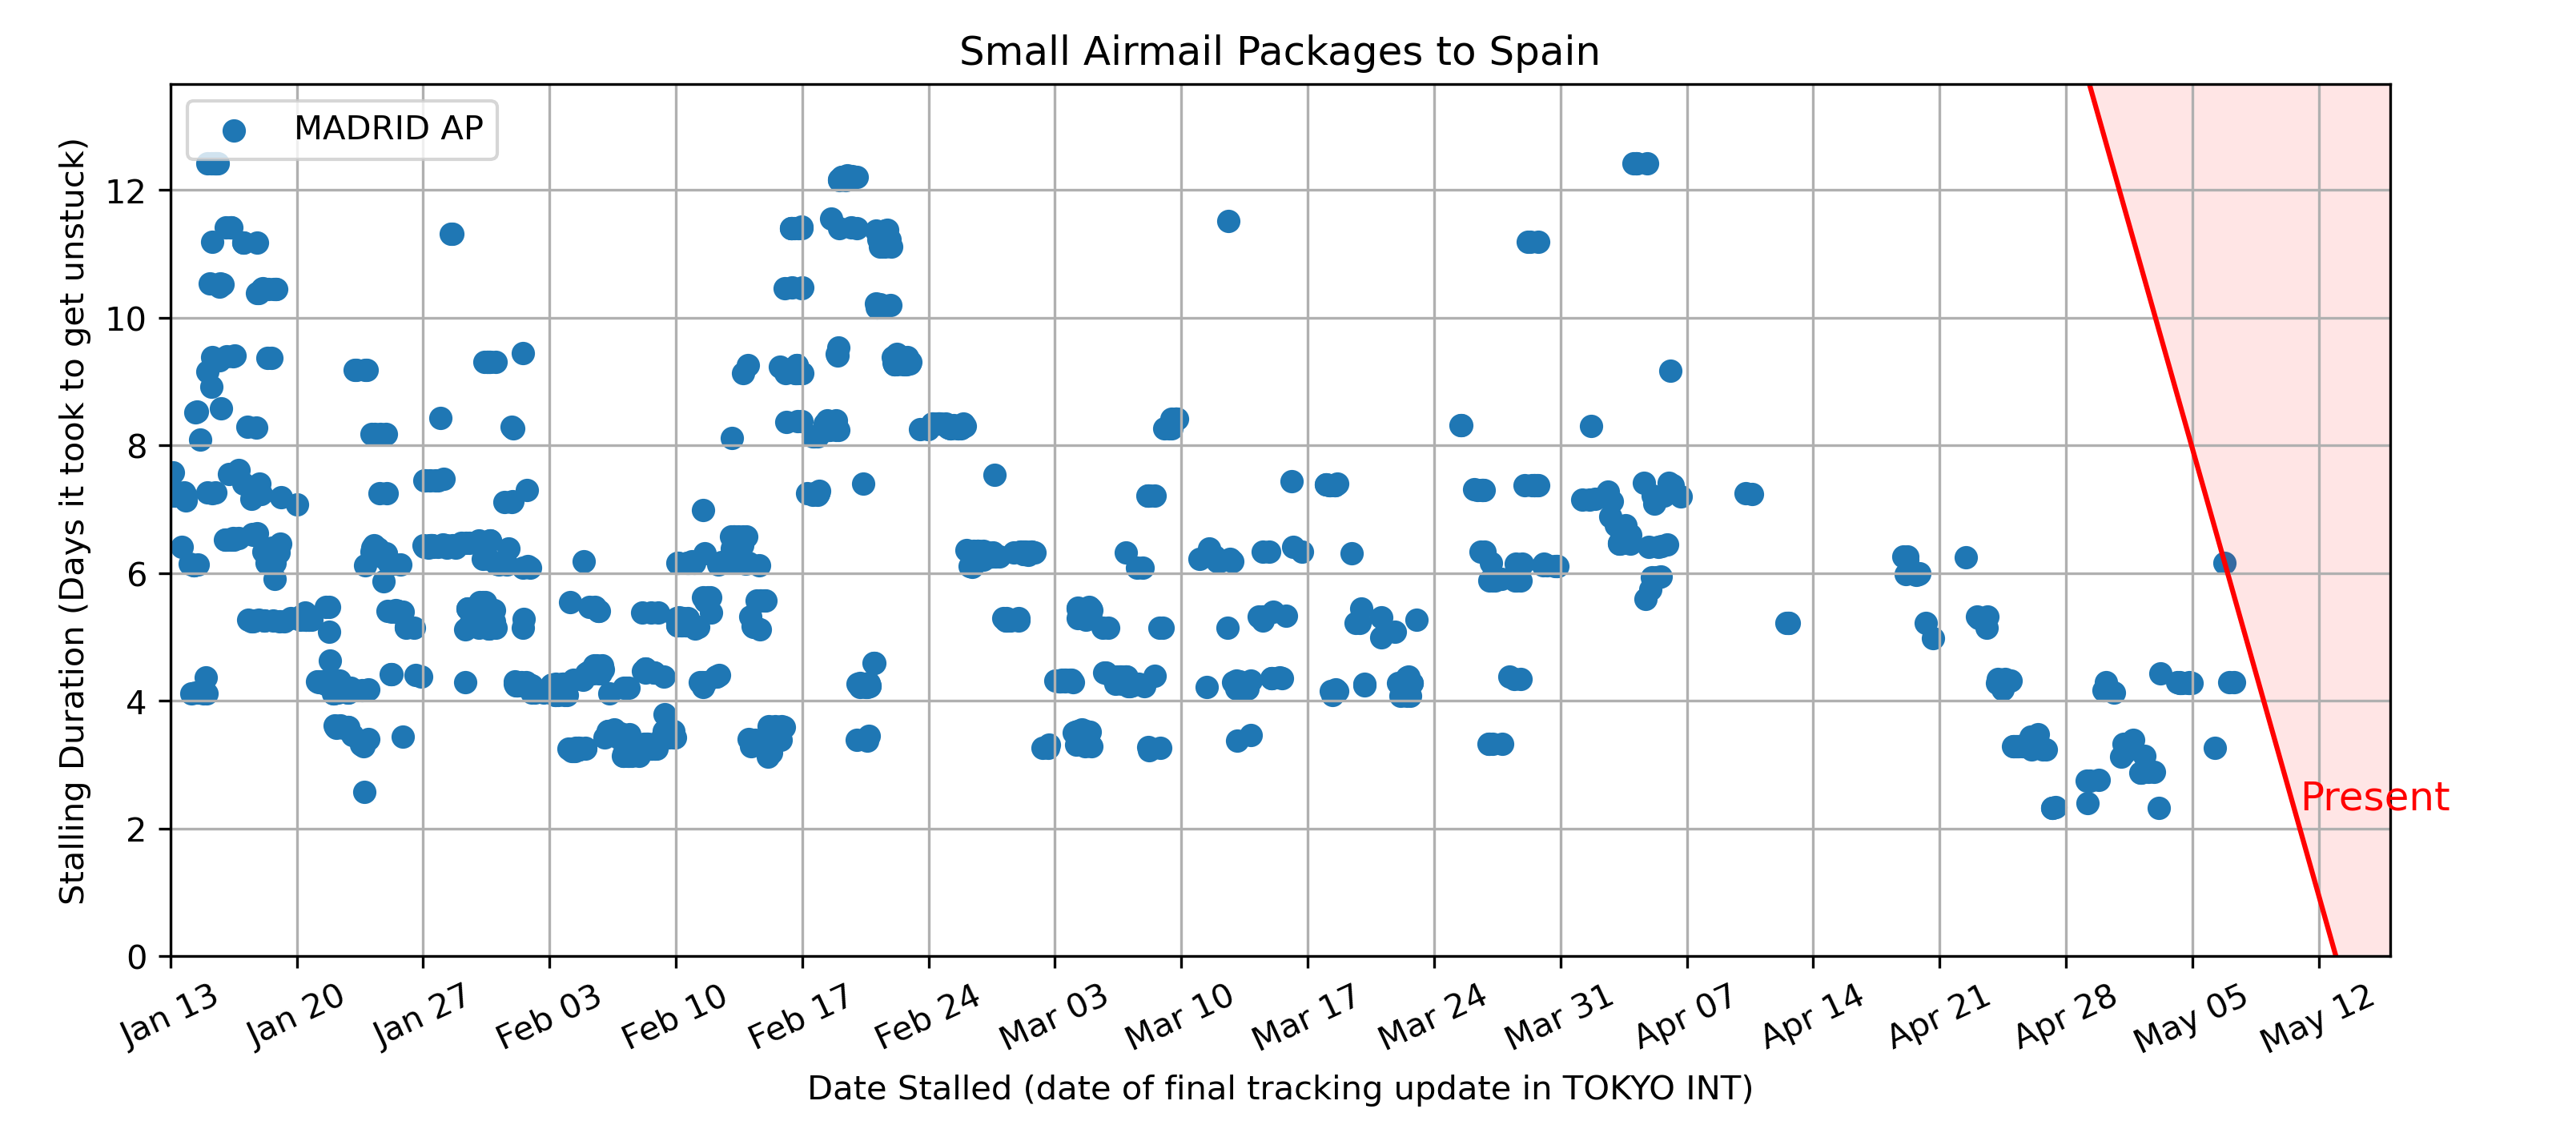 Small Airmail Packages to Spain
MADRID AP
Stalling Duration (Days it took to get unstuck)
12
10
8
6
4
2
0
Present
Jan 13
Jan 20
Jan 27
Feb 03
Feb 10
Feb 17
Feb 24
Mar 03
Mar 10
Mar 17
Mar 24
Mar 31
Apr 07
Apr 14
Apr 21
Apr 28
May 05
May 12
Date Stalled (date of final tracking update in TOKYO INT)